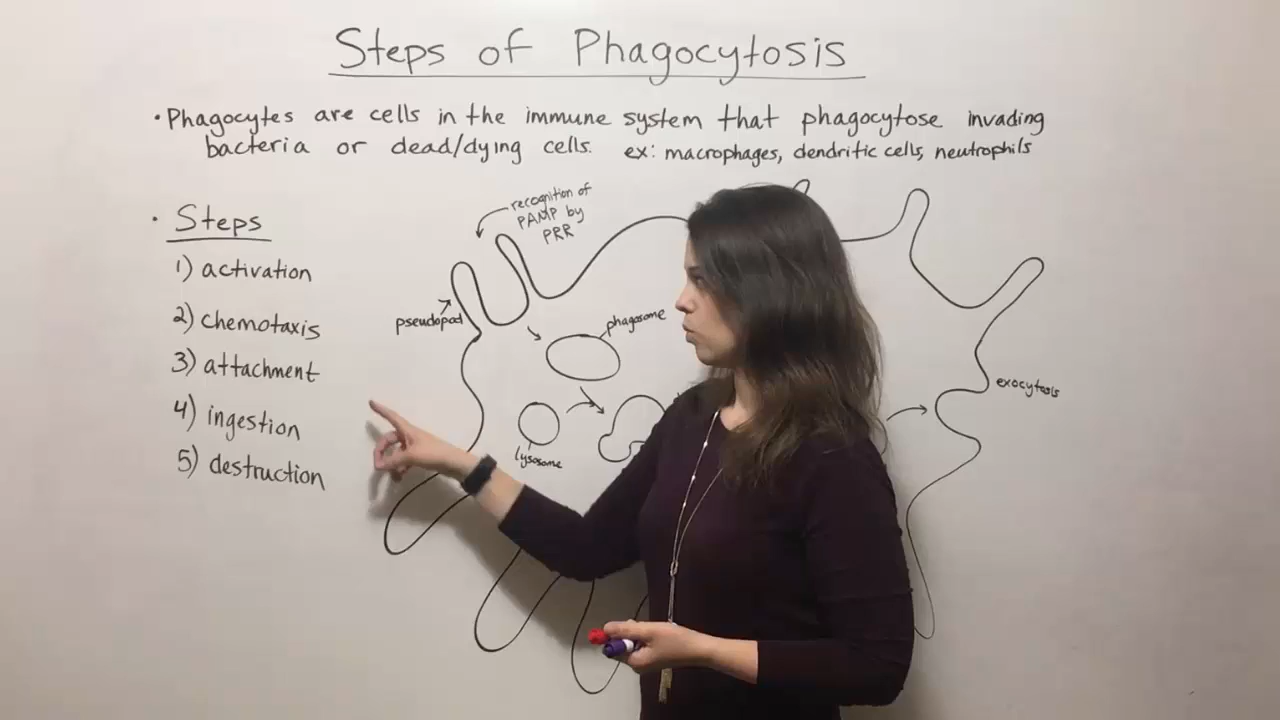 Steps of Phagocytosis
• Phagocytes are cells in the immune system that phagocytose invading
bacteria or dead/dying cells. ex: macrophages, dendritic cells, neutrophils
• Steps
1) activation
2) chemotaxis
3) attachment
4) ingestion
5) destruction
recognition of
PAMP by
PRR
pseudopod
phagosome
lysosome
exocytosis